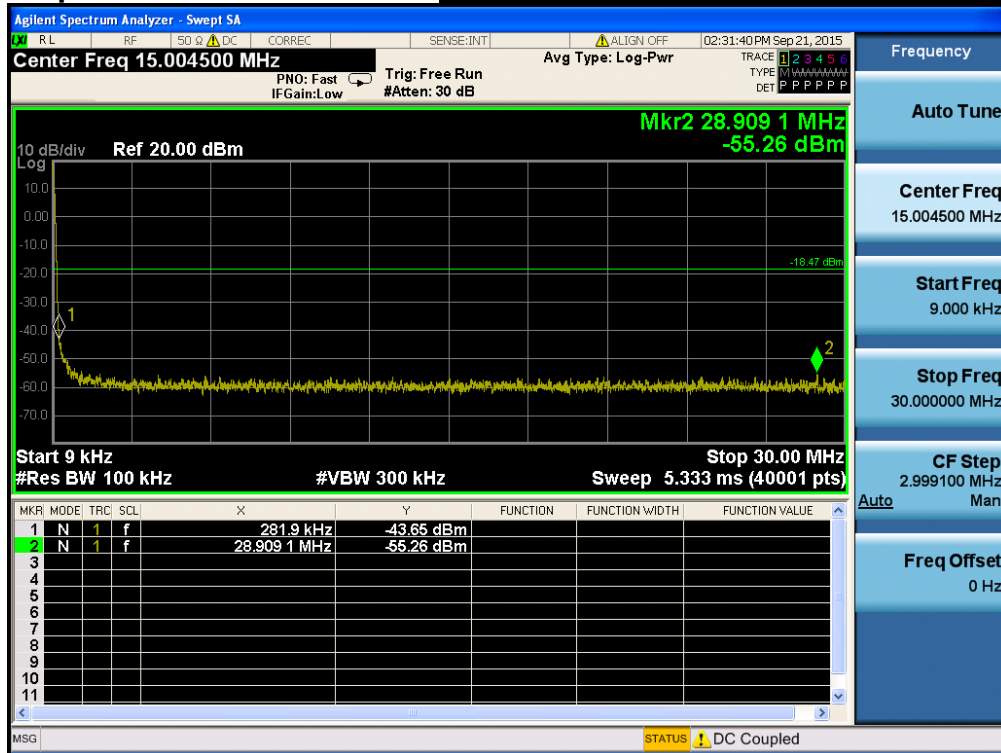 Agilent Spectrum Analyzer - Swept SA
LXI RL RF 50 Ω DC CORREC SENSE:INT ALIGN OFF 02:31:40 PM Sep 21, 2015
Center Freq 15.004500 MHz
PNO: Fast
IFGain:Low
Trig: Free Run
#Atten: 30 dB
Avg Type: Log-Pwr
TRACE 1 2 3 4 5 6
TYPE M
DET P P P P P P
Mkr2 28.909 1 MHz
-55.26 dBm
10 dB/div Ref 20.00 dBm
Log
10.0
0.00
-10.0
-18.47 dBm
-20.0
-30.0
1
-40.0
2
-50.0
-60.0
-70.0
Start 9 kHz Stop 30.00 MHz
#Res BW 100 kHz #VBW 300 kHz Sweep 5.333 ms (40001 pts)
MKR MODE TRC SCL X Y FUNCTION FUNCTION WIDTH FUNCTION VALUE
1 N 1 f 281.9 kHz -43.65 dBm
2 N 1 f 28.909 1 MHz -55.26 dBm
3
4
5
6
7
8
9
10
11
MSG STATUS DC Coupled
Frequency
Auto Tune
Center Freq
15.004500 MHz
Start Freq
9.000 kHz
Stop Freq
30.000000 MHz
CF Step
2.999100 MHz
Auto Man
Freq Offset
0 Hz